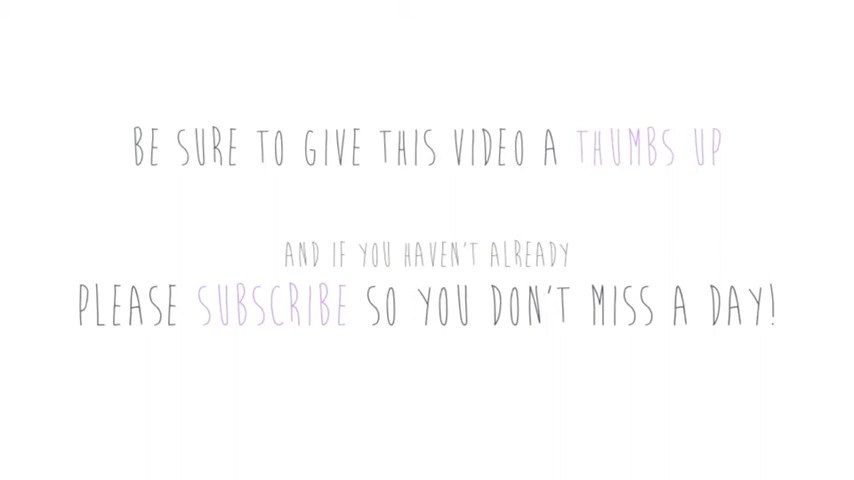 BE SURE TO GIVE THIS VIDEO A THUMBS UP
AND IF YOU HAVEN'T ALREADY
PLEASE SUBSCRIBE SO YOU DON'T MISS A DAY!